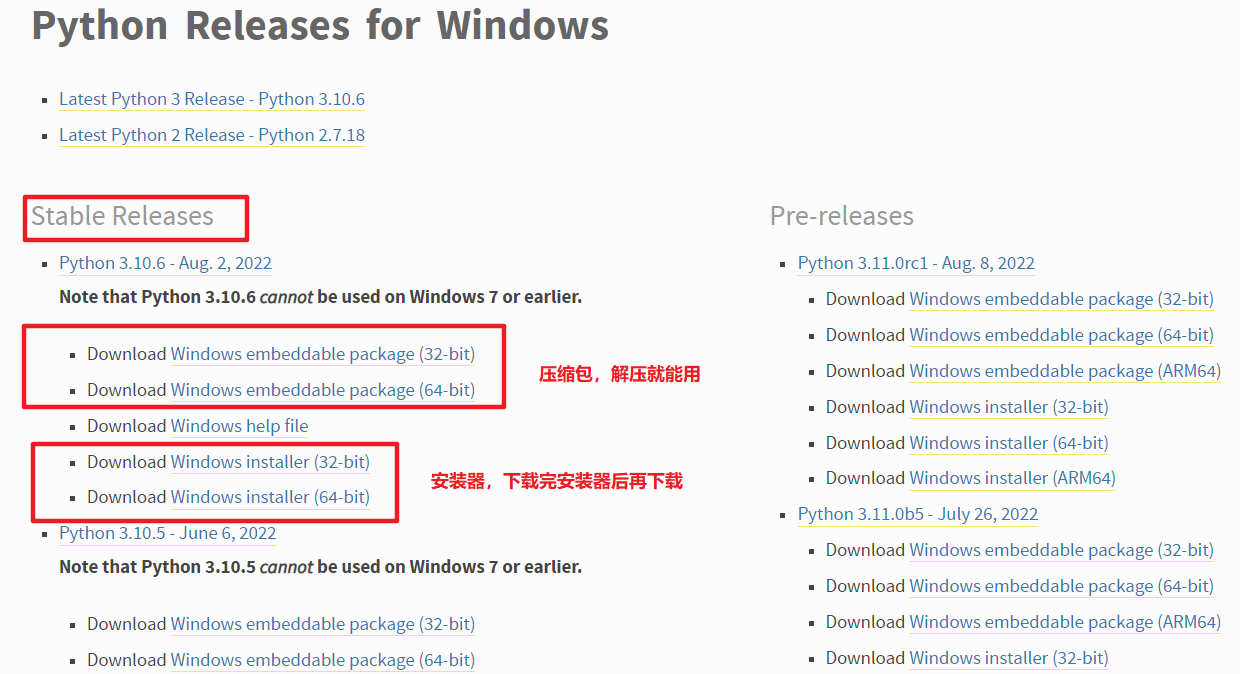 Python Releases for Windows
Latest Python 3 Release - Python 3.10.6
Latest Python 2 Release - Python 2.7.18
Stable Releases
Python 3.10.6 - Aug. 2, 2022
Note that Python 3.10.6 cannot be used on Windows 7 or earlier.
Download Windows embeddable package (32-bit)
Download Windows embeddable package (64-bit)
压缩包，解压就能用
Download Windows help file
Download Windows installer (32-bit)
Download Windows installer (64-bit)
安装器，下载完安装器后再下载
Python 3.10.5 - June 6, 2022
Note that Python 3.10.5 cannot be used on Windows 7 or earlier.
Download Windows embeddable package (32-bit)
Download Windows embeddable package (64-bit)
Pre-releases
Python 3.11.0rc1 - Aug. 8, 2022
Download Windows embeddable package (32-bit)
Download Windows embeddable package (64-bit)
Download Windows embeddable package (ARM64)
Download Windows installer (32-bit)
Download Windows installer (64-bit)
Download Windows installer (ARM64)
Python 3.11.0b5 - July 26, 2022
Download Windows embeddable package (32-bit)
Download Windows embeddable package (64-bit)
Download Windows embeddable package (ARM64)
Download Windows installer (32-bit)